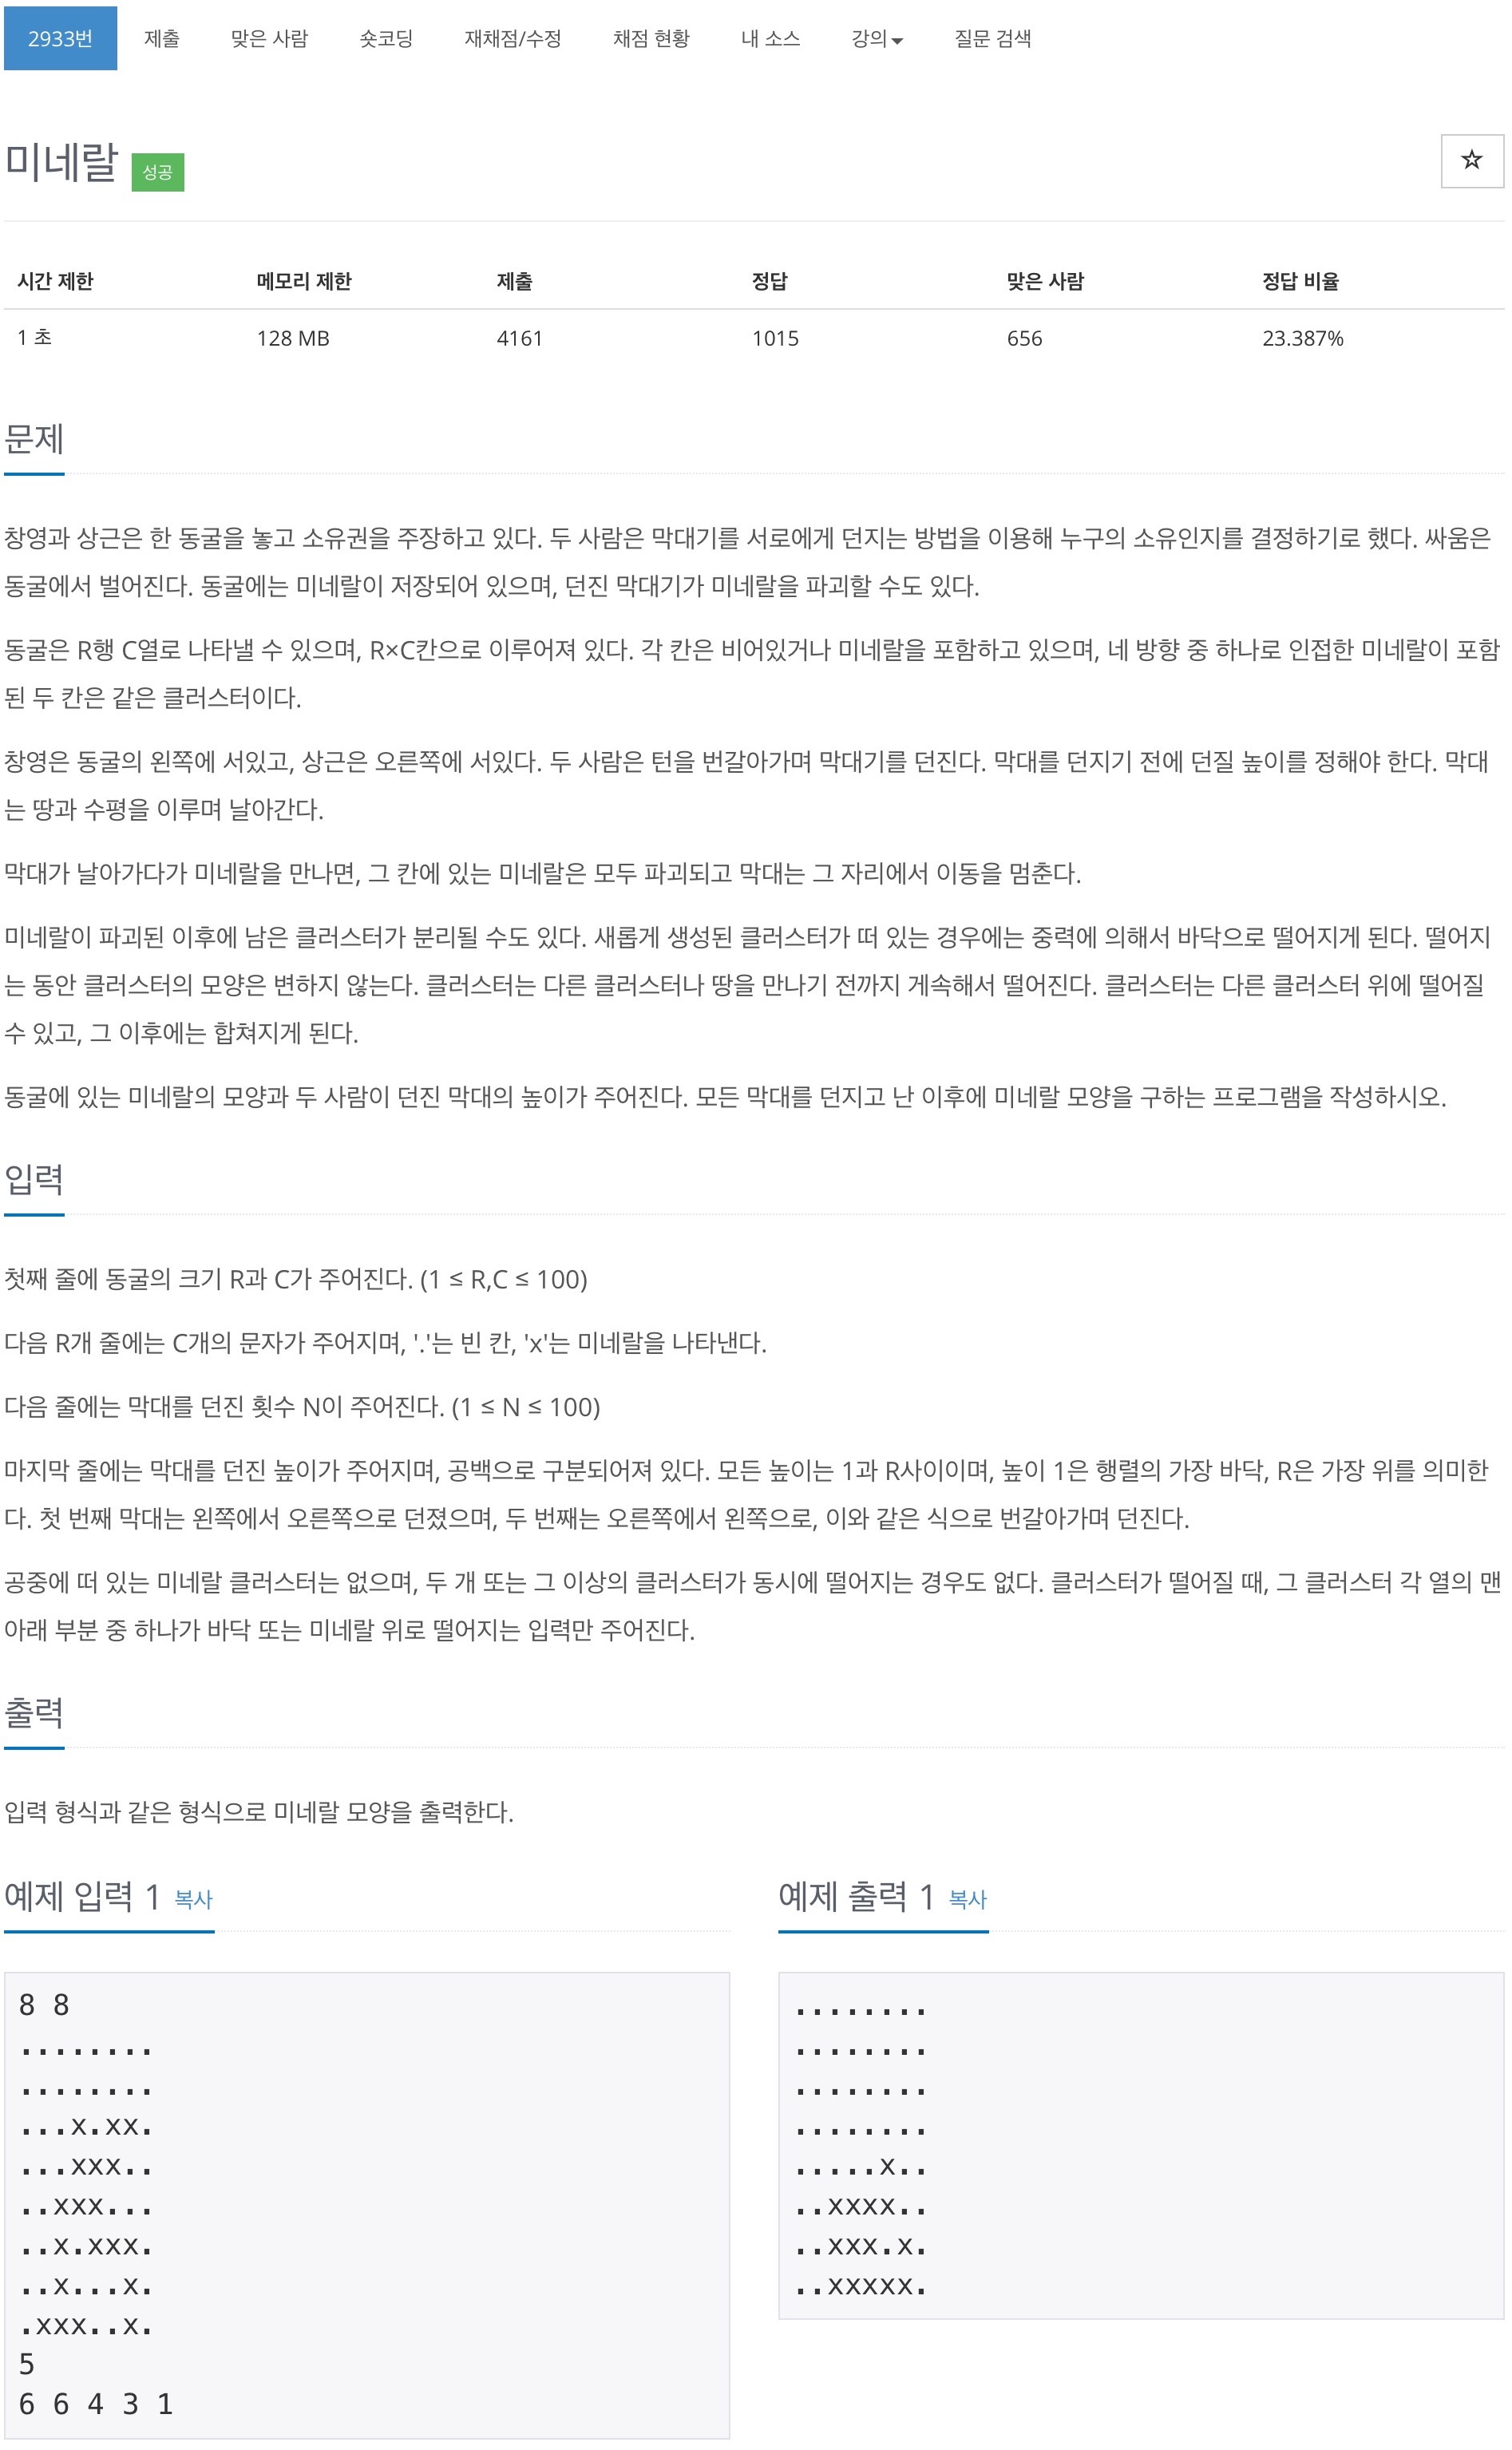 2933번 제출 맞은 사람 숏코딩 재채점/수정 채점 현황 내 소스 강의 질문 검색
미네랄 성공
시간 제한 메모리 제한 제출 정답 맞은 사람 정답 비율
1 초 128 MB 4161 1015 656 23.387%
문제
창영과 상근은 한 동굴을 놓고 소유권을 주장하고 있다. 두 사람은 막대기를 서로에게 던지는 방법을 이용해 누구의 소유인지를 결정하기로 했다. 싸움은
동굴에서 벌어진다. 동굴에는 미네랄이 저장되어 있으며, 던진 막대기가 미네랄을 파괴할 수도 있다.
동굴은 R행 C열로 나타낼 수 있으며, R×C칸으로 이루어져 있다. 각 칸은 비어있거나 미네랄을 포함하고 있으며, 네 방향 중 하나로 인접한 미네랄이 포함
된 두 칸은 같은 클러스터이다.
창영은 동굴의 왼쪽에 서있고, 상근은 오른쪽에 서있다. 두 사람은 턴을 번갈아가며 막대기를 던진다. 막대를 던지기 전에 던질 높이를 정해야 한다. 막대
는 땅과 수평을 이루며 날아간다.
막대가 날아가다가 미네랄을 만나면, 그 칸에 있는 미네랄은 모두 파괴되고 막대는 그 자리에서 이동을 멈춘다.
미네랄이 파괴된 이후에 남은 클러스터가 분리될 수도 있다. 새롭게 생성된 클러스터가 떠 있는 경우에는 중력에 의해서 바닥으로 떨어지게 된다. 떨어지
는 동안 클러스터의 모양은 변하지 않는다. 클러스터는 다른 클러스터나 땅을 만나기 전까지 게속해서 떨어진다. 클러스터는 다른 클러스터 위에 떨어질
수 있고, 그 이후에는 합쳐지게 된다.
동굴에 있는 미네랄의 모양과 두 사람이 던진 막대의 높이가 주어진다. 모든 막대를 던지고 난 이후에 미네랄 모양을 구하는 프로그램을 작성하시오.
입력
첫째 줄에 동굴의 크기 R과 C가 주어진다. (1 ≤ R,C ≤ 100)
다음 R개 줄에는 C개의 문자가 주어지며, '.'는 빈 칸, 'x'는 미네랄을 나타낸다.
다음 줄에는 막대를 던진 횟수 N이 주어진다. (1 ≤ N ≤ 100)
마지막 줄에는 막대를 던진 높이가 주어지며, 공백으로 구분되어져 있다. 모든 높이는 1과 R사이이며, 높이 1은 행렬의 가장 바닥, R은 가장 위를 의미한
다. 첫 번째 막대는 왼쪽에서 오른쪽으로 던졌으며, 두 번째는 오른쪽에서 왼쪽으로, 이와 같은 식으로 번갈아가며 던진다.
공중에 떠 있는 미네랄 클러스터는 없으며, 두 개 또는 그 이상의 클러스터가 동시에 떨어지는 경우도 없다. 클러스터가 떨어질 때, 그 클러스터 각 열의 맨
아래 부분 중 하나가 바닥 또는 미네랄 위로 떨어지는 입력만 주어진다.
출력
입력 형식과 같은 형식으로 미네랄 모양을 출력한다.
예제 입력 1 복사
8 8
........
........
...x.xx.
...xxx..
..xxx...
..x.xxx.
..x...x.
.xxx..x.
5
6 6 4 3 1
예제 출력 1 복사
........
........
........
........
.....x..
..xxxx..
..xxx.x.
..xxxxx.